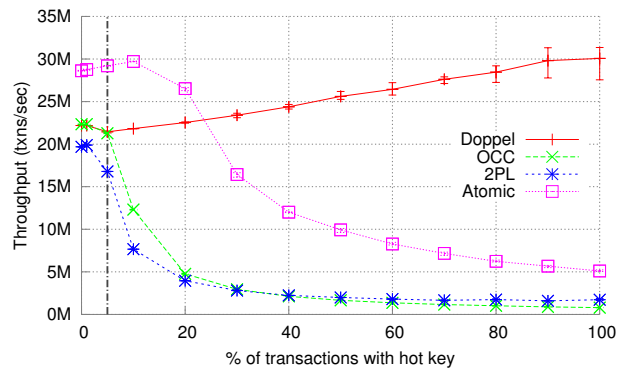 Throughput (txns/sec)
35M
30M
25M
20M
15M
10M
5M
0M
Doppel
OCC
2PL
Atomic
0 20 40 60 80 100
% of transactions with hot key